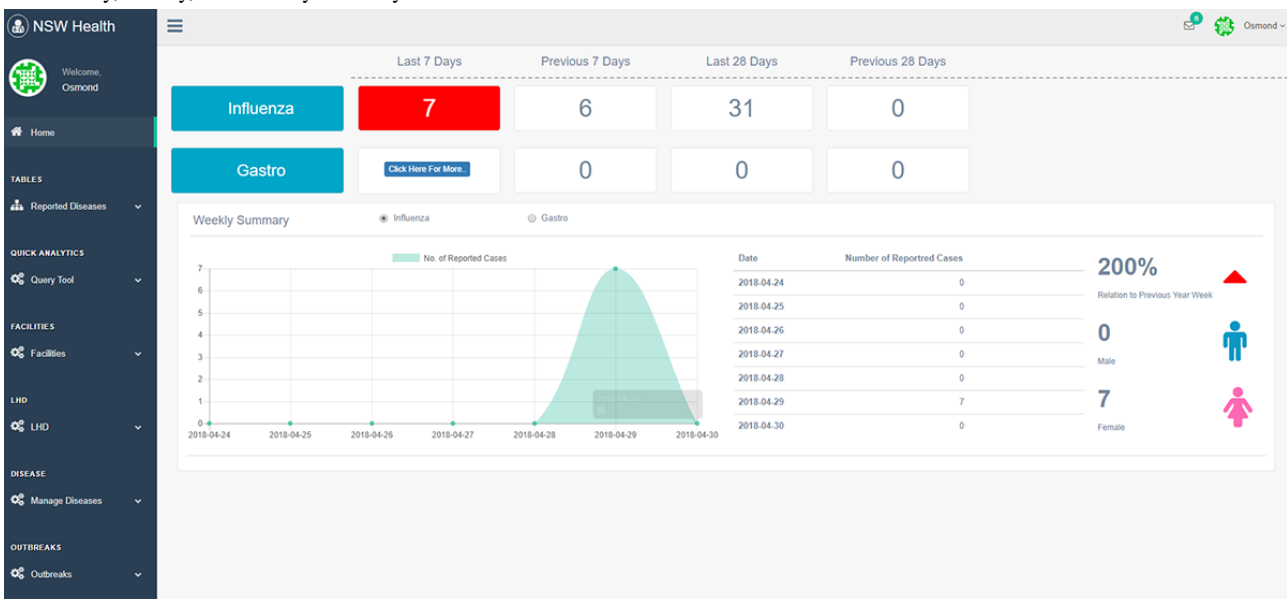 NSW Health
6
Osmond
Welcome,
Osmond
Home
TABLES
Reported Diseases
QUICK ANALYTICS
Query Tool
FACILITIES
Facilities
LHD
LHD
DISEASE
Manage Diseases
OUTBREAKS
Outbreaks
Last 7 Days Previous 7 Days Last 28 Days Previous 28 Days
Influenza 7 6 31 0
Gastro Click Here For More.. 0 0 0
Weekly Summary Influenza Gastro
No. of Reported Cases
7
6
5
4
3
2
1
0
2018-04-24 2018-04-25 2018-04-26 2018-04-27 2018-04-28 2018-04-29 2018-04-30
Date Number of Reportred Cases
2018-04-24 0
2018-04-25 0
2018-04-26 0
2018-04-27 0
2018-04-28 0
2018-04-29 7
2018-04-30 0
200%
Relation to Previous Year Week
0
Male
7
Female